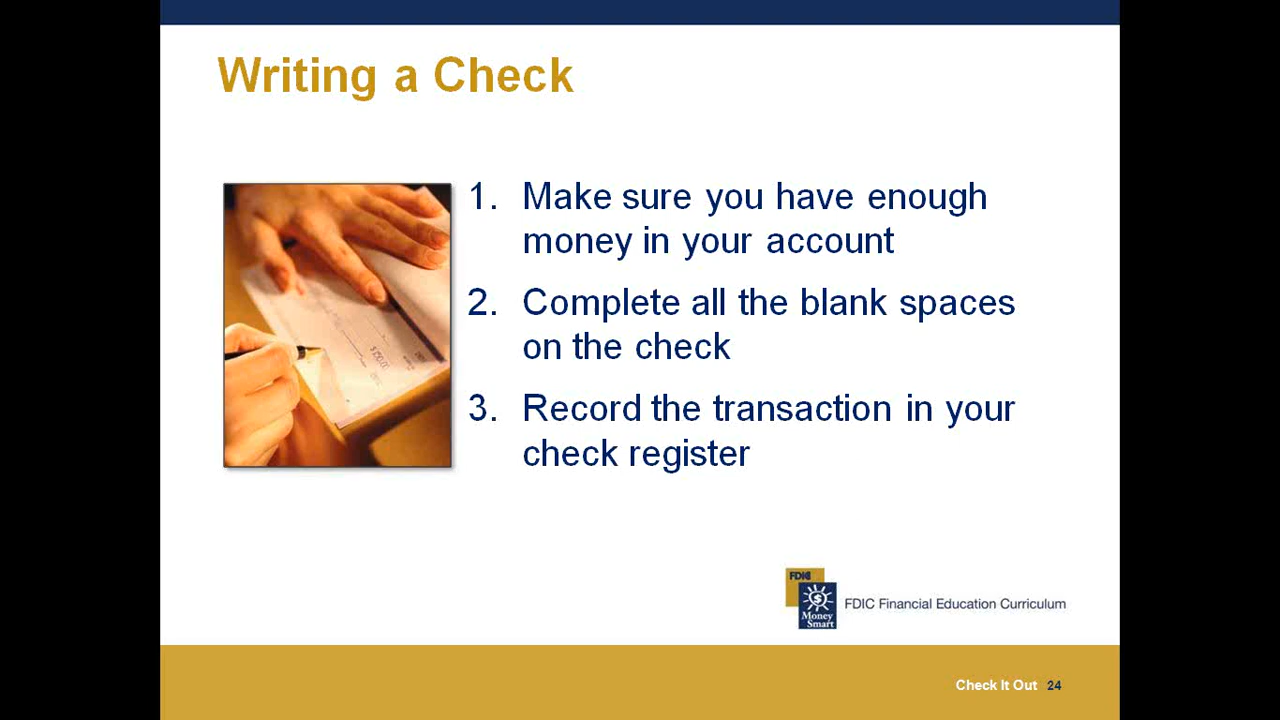 Writing a Check
1. Make sure you have enough
money in your account
2. Complete all the blank spaces
on the check
3. Record the transaction in your
check register
$150.00
FDIC
$
Money
Smart
FDIC Financial Education Curriculum
Check It Out 24